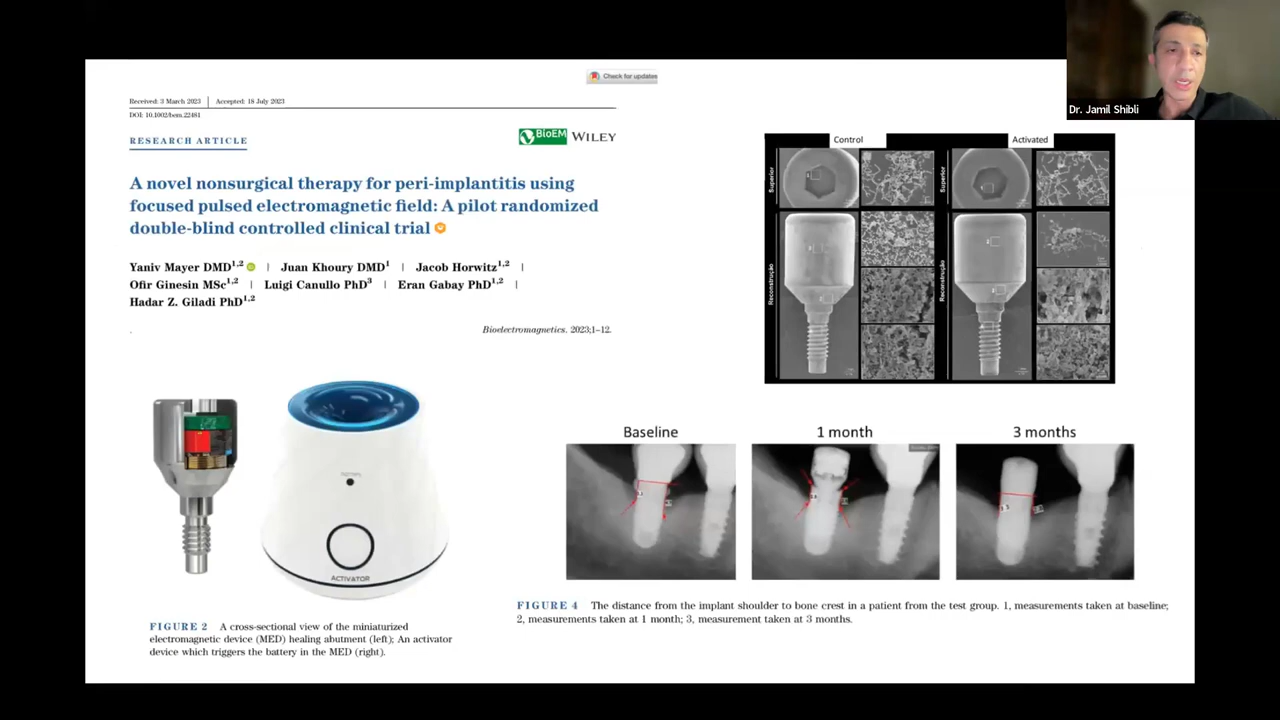 Check for updates
Dr. Jamil Shibli
Received: 3 March 2023 | Accepted: 18 July 2023
DOI: 10.1002/bem.22481
RESEARCH ARTICLE
BioEM WILEY
A novel nonsurgical therapy for peri-implantitis using
focused pulsed electromagnetic field: A pilot randomized
double-blind controlled clinical trial
Yaniv Mayer DMD1,2 | Juan Khoury DMD1 | Jacob Horwitz1,2 |
Ofir Ginesin MSc1,2 | Luigi Canullo PhD3 | Eran Gabay PhD1,2 |
Hadar Z. Giladi PhD1,2
Bioelectromagnetics. 2023;1–12.
Control
Activated
Superior
Superior
Reconstrução
Reconstrução
ACTIVATOR
FIGURE 2 A cross-sectional view of the miniaturized
electromagnetic device (MED) healing abutment (left); An activator
device which triggers the battery in the MED (right).
Baseline
1 month
3 months
FIGURE 4 The distance from the implant shoulder to bone crest in a patient from the test group. 1, measurements taken at baseline;
2, measurements taken at 1 month; 3, measurement taken at 3 months.